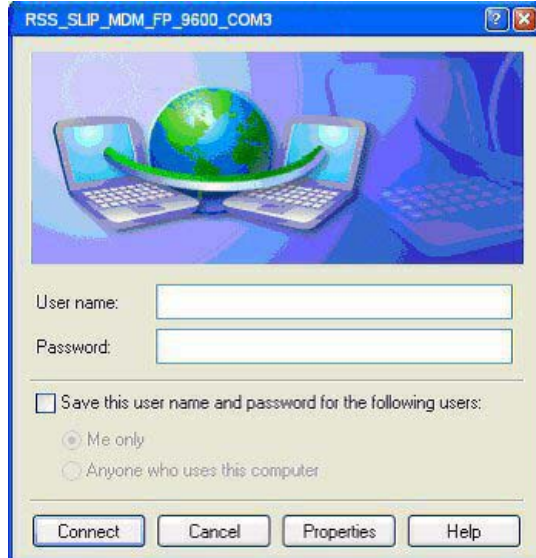 RSS_SLIP_MDM_FP_9600_COM3
User name:
Password:
Save this user name and password for the following users:
Me only
Anyone who uses this computer
Connect Cancel Properties Help